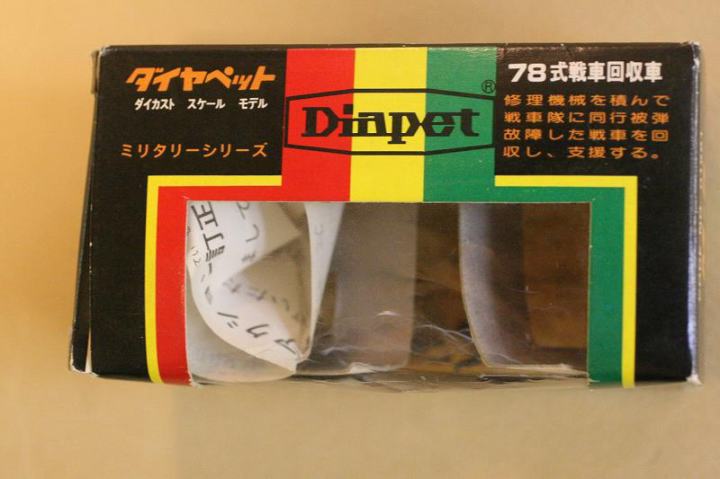 ダイヤペット
ダイカスト スケール モデル
ミリタリーシリーズ
Diapet®
78式戦車回収車
修理機械を積んで
戦車隊に同行被弾
故障した戦車を回
収し、支援する。